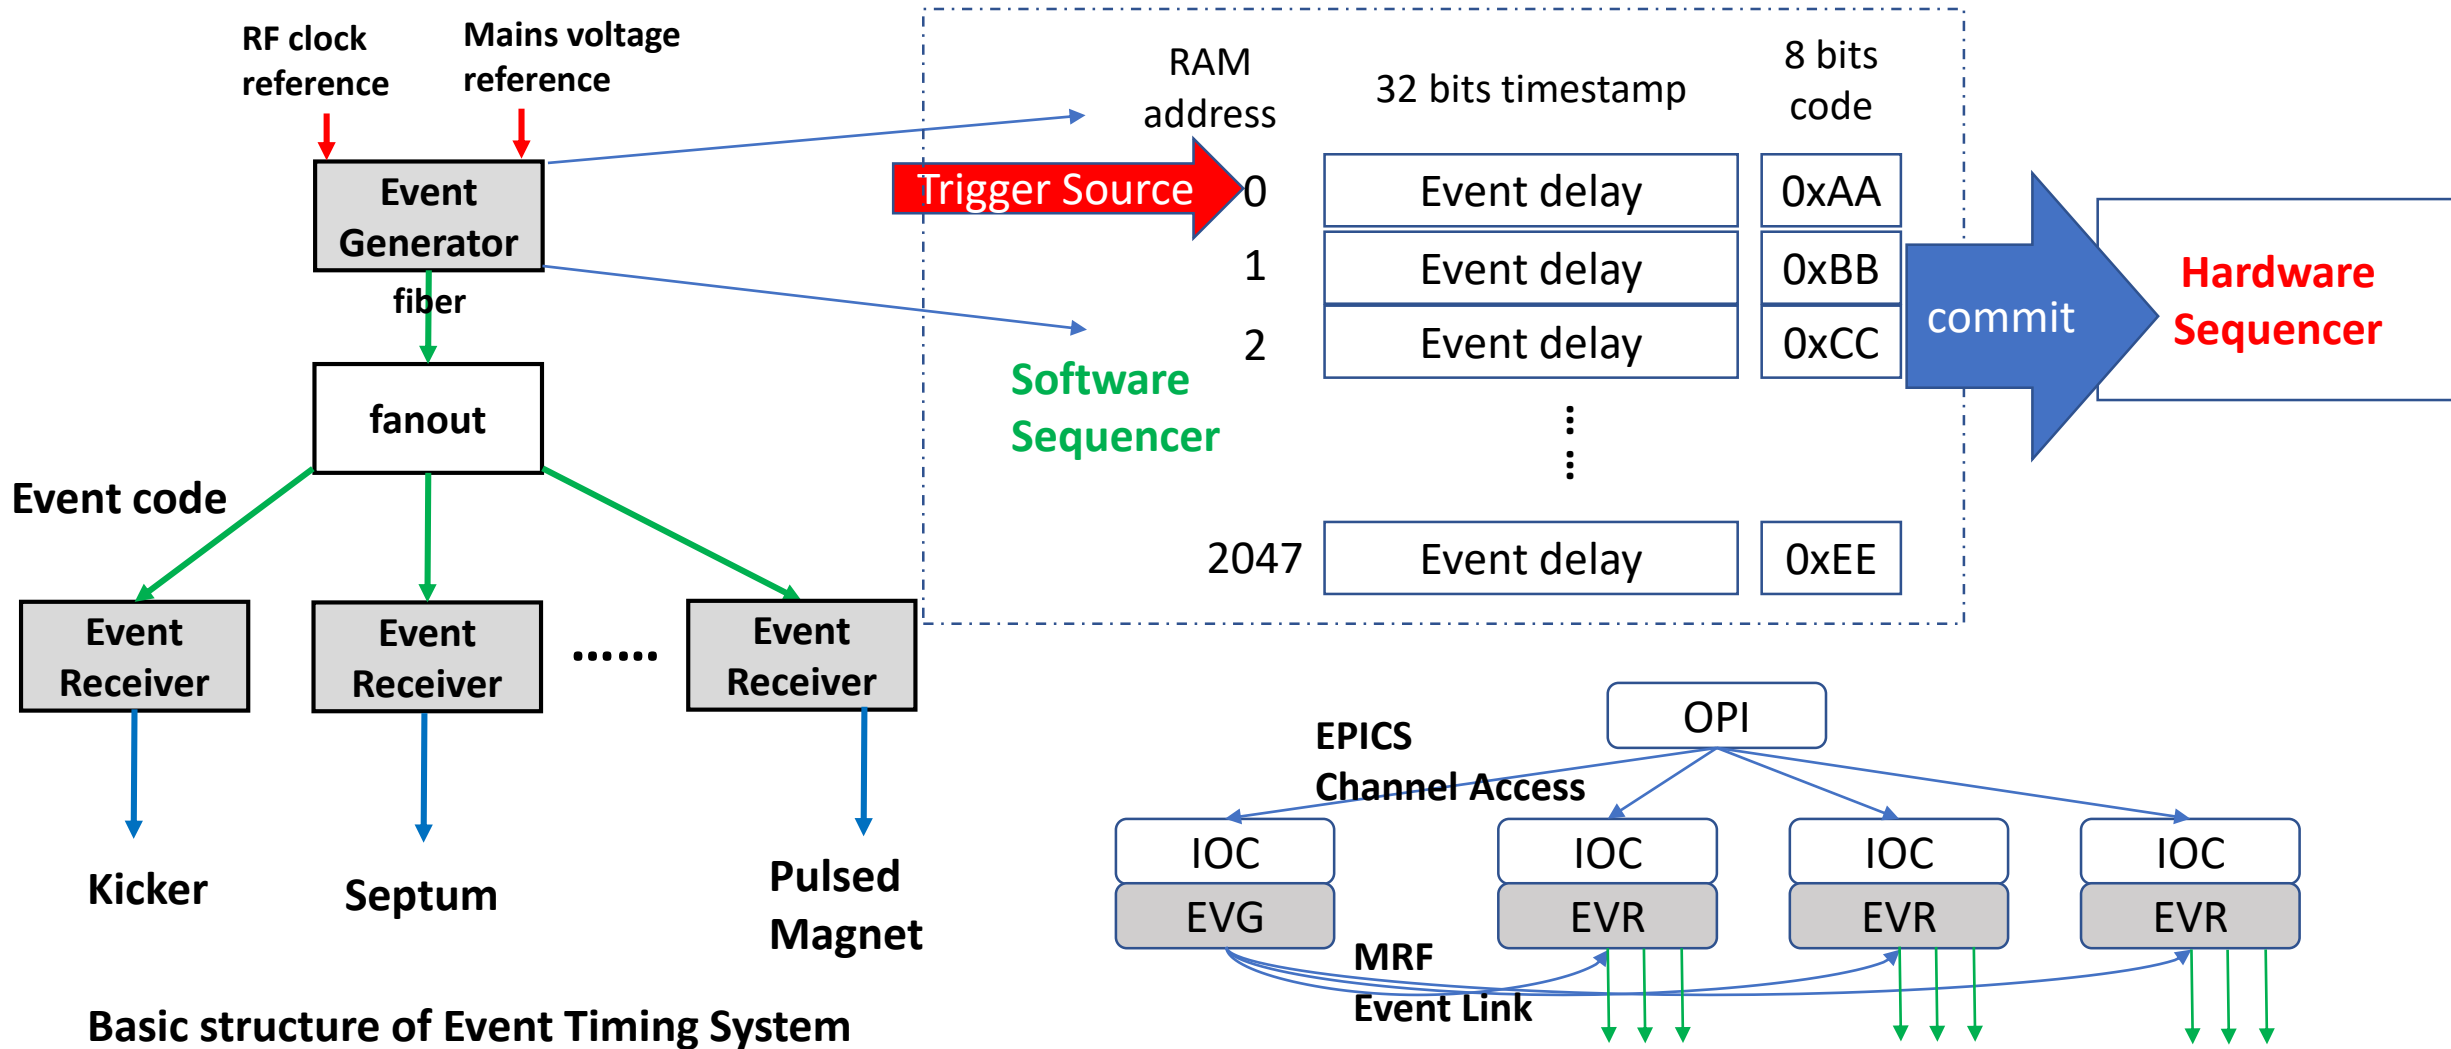 RF clock
reference
Mains voltage
reference
Event
Generator
fiber
fanout
Event code
Event
Receiver
Event
Receiver
......
Event
Receiver
Kicker
Septum
Pulsed
Magnet
Basic structure of Event Timing System
RAM
address
32 bits timestamp
8 bits
code
Trigger Source
0
Event delay
0xAA
1
Event delay
0xBB
2
Event delay
0xCC
......
2047
Event delay
0xEE
Software
Sequencer
commit
Hardware
Sequencer
OPI
EPICS
Channel Access
IOC
IOC
IOC
IOC
EVG
EVR
EVR
EVR
MRF
Event Link